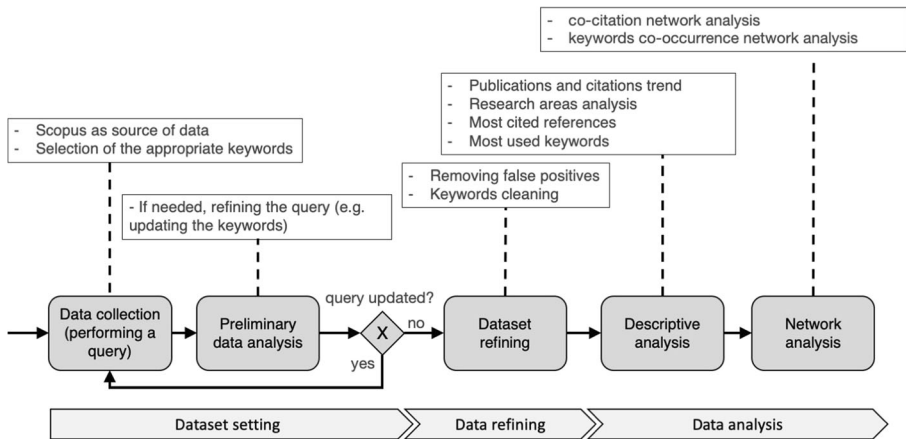 - co-citation network analysis
- keywords co-occurrence network analysis
- Publications and citations trend
- Research areas analysis
- Most cited references
- Most used keywords
- Scopus as source of data
- Selection of the appropriate keywords
- Removing false positives
- Keywords cleaning
- If needed, refining the query (e.g.
updating the keywords)
query updated?
Data collection
(performing a
query)
Preliminary
data analysis
X
no
yes
Dataset
refining
Descriptive
analysis
Network
analysis
Dataset setting
Data refining
Data analysis